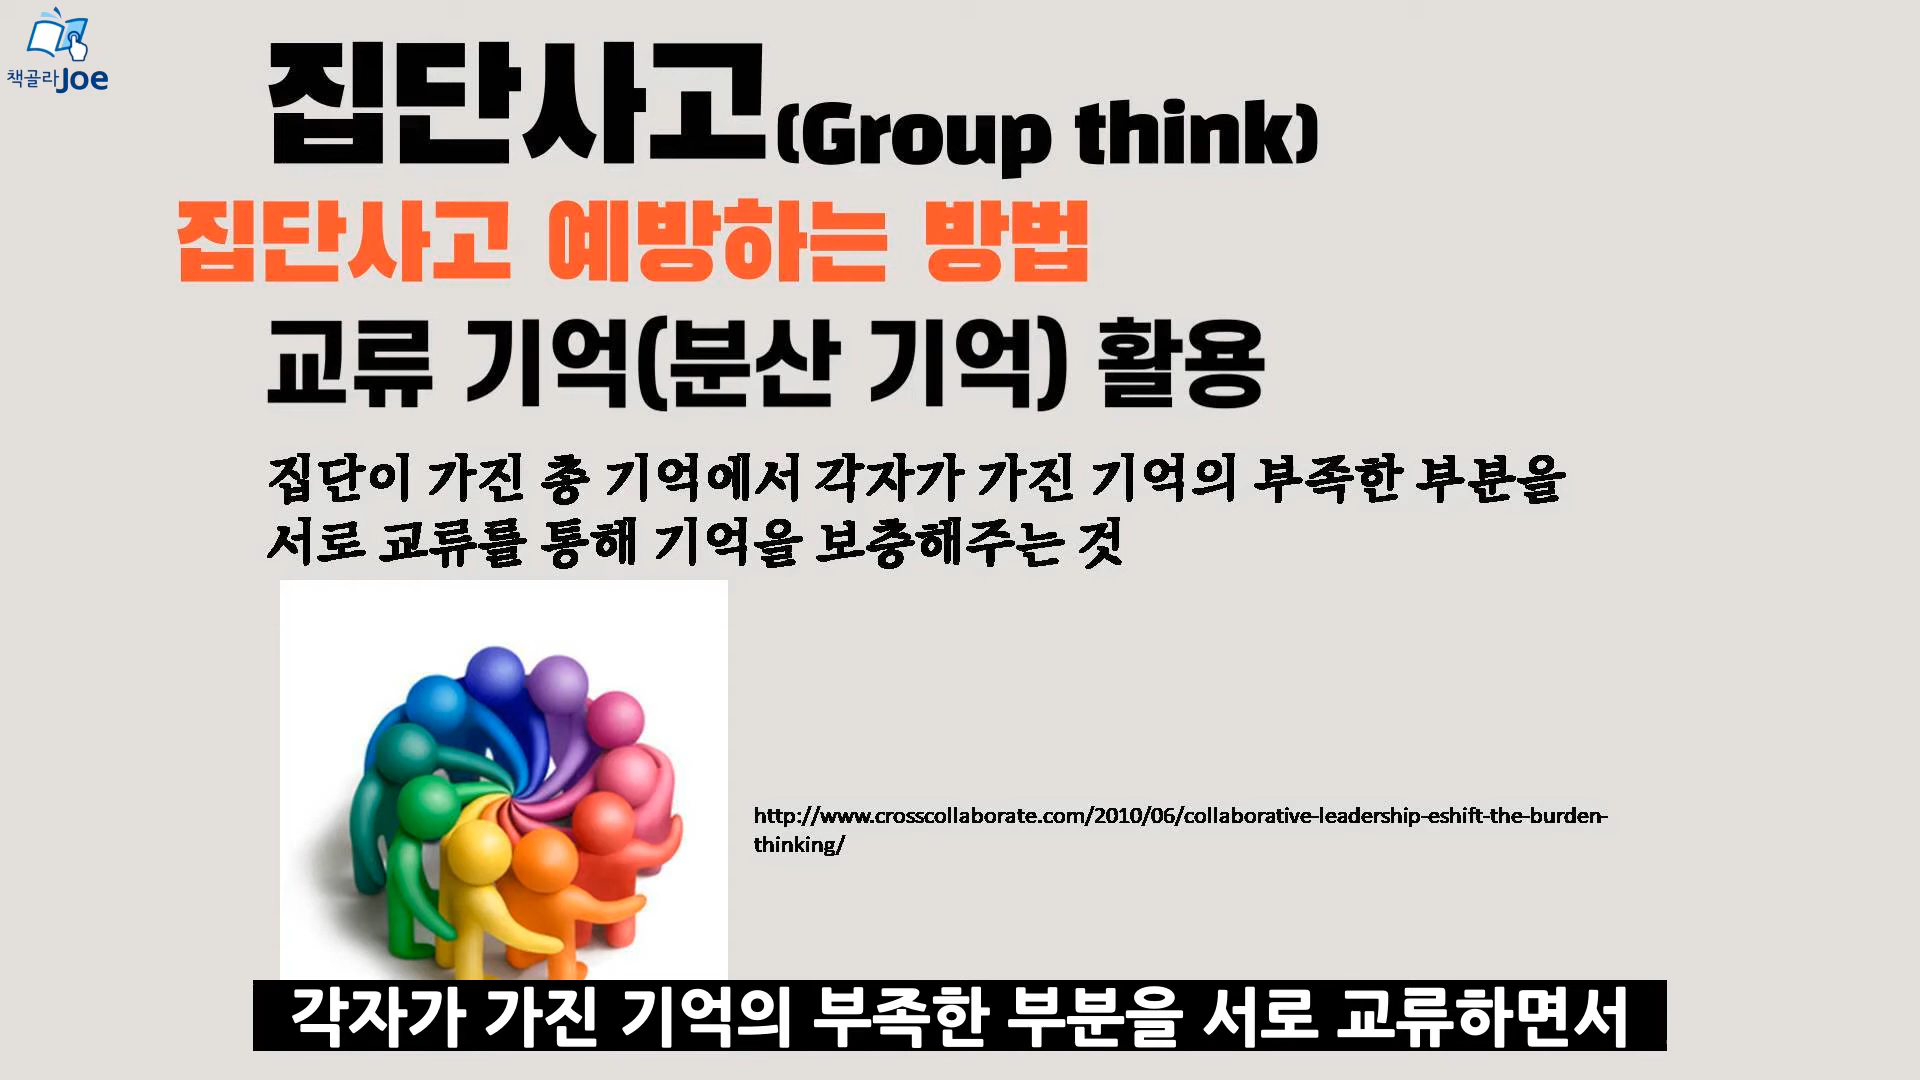 책골라Joe
집단사고(Group think)
집단사고 예방하는 방법
교류 기억(분산 기억) 활용
집단이 가진 총 기억에서 각자가 가진 기억의 부족한 부분을
서로 교류를 통해 기억을 보충해주는 것
http://www.crosscollaborate.com/2010/06/collaborative-leadership-eshift-the-burden-
thinking/
각자가 가진 기억의 부족한 부분을 서로 교류하면서